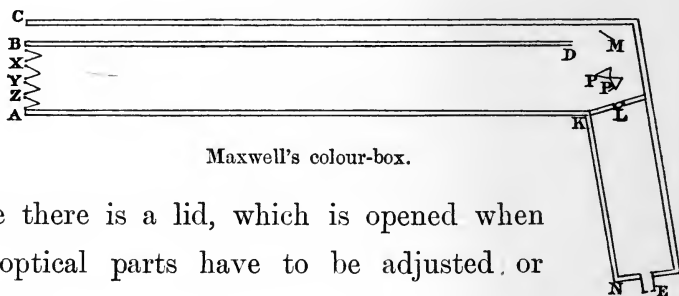 C
B
D
M
X
Y
P
P
Z
A
K
L
Maxwell's colour-box.
e there is a lid, which is opened when
optical parts have to be adjusted or
N
E